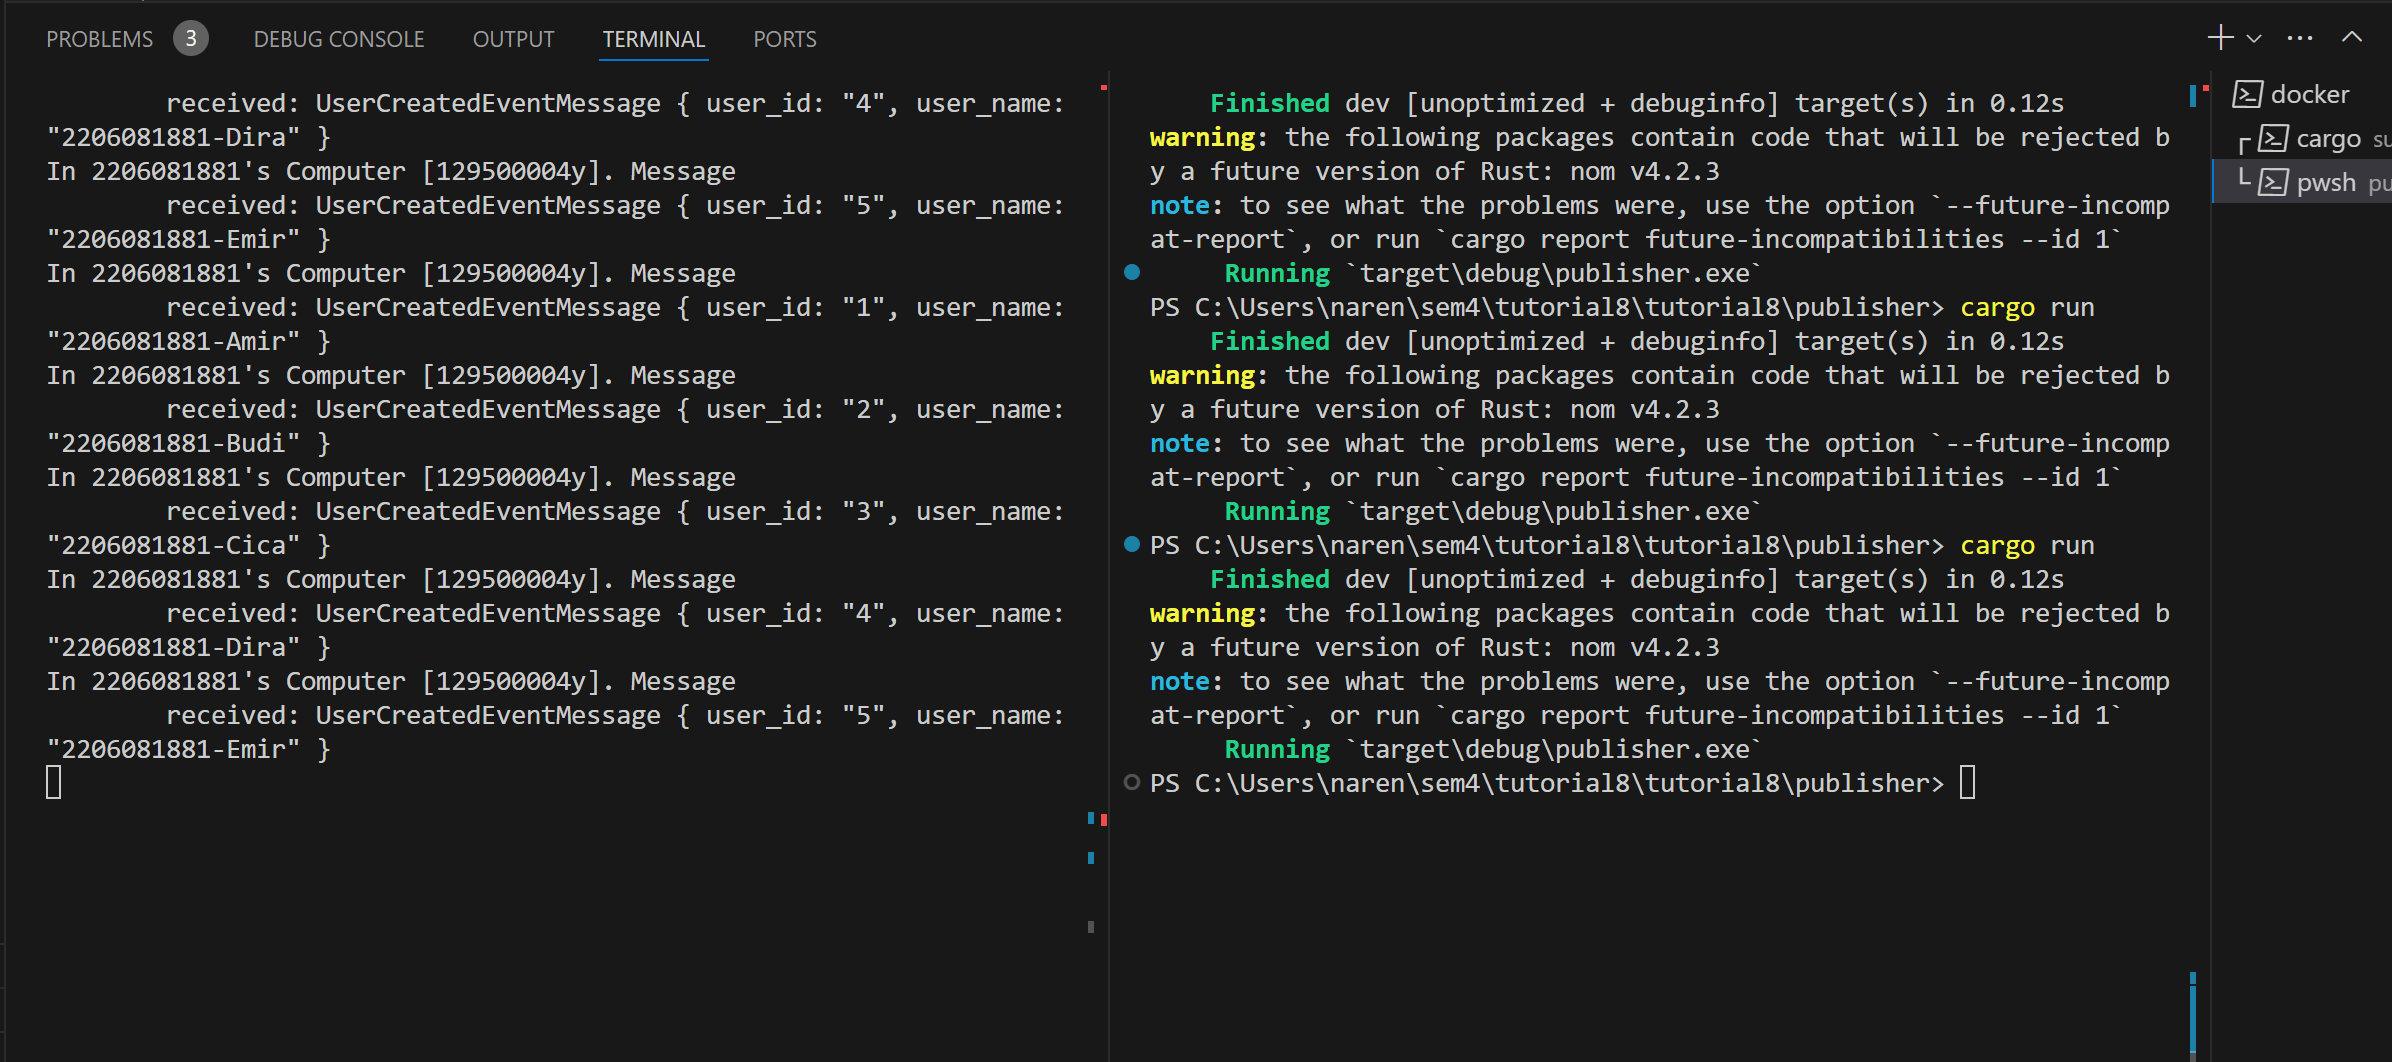 PROBLEMS 3 DEBUG CONSOLE OUTPUT TERMINAL PORTS
received: UserCreatedEventMessage { user_id: "4", user_name:
"2206081881-Dira" }
In 2206081881's Computer [129500004y]. Message
received: UserCreatedEventMessage { user_id: "5", user_name:
"2206081881-Emir" }
In 2206081881's Computer [129500004y]. Message
received: UserCreatedEventMessage { user_id: "1", user_name:
"2206081881-Amir" }
In 2206081881's Computer [129500004y]. Message
received: UserCreatedEventMessage { user_id: "2", user_name:
"2206081881-Budi" }
In 2206081881's Computer [129500004y]. Message
received: UserCreatedEventMessage { user_id: "3", user_name:
"2206081881-Cica" }
In 2206081881's Computer [129500004y]. Message
received: UserCreatedEventMessage { user_id: "4", user_name:
"2206081881-Dira" }
In 2206081881's Computer [129500004y]. Message
received: UserCreatedEventMessage { user_id: "5", user_name:
"2206081881-Emir" }
Finished dev [unoptimized + debuginfo] target(s) in 0.12s
warning: the following packages contain code that will be rejected b
y a future version of Rust: nom v4.2.3
note: to see what the problems were, use the option `--future-incomp
at-report`, or run `cargo report future-incompatibilities --id 1`
Running `target\debug\publisher.exe`
PS C:\Users\naren\sem4\tutorial8\tutorial8\publisher> cargo run
Finished dev [unoptimized + debuginfo] target(s) in 0.12s
warning: the following packages contain code that will be rejected b
y a future version of Rust: nom v4.2.3
note: to see what the problems were, use the option `--future-incomp
at-report`, or run `cargo report future-incompatibilities --id 1`
Running `target\debug\publisher.exe`
PS C:\Users\naren\sem4\tutorial8\tutorial8\publisher> cargo run
Finished dev [unoptimized + debuginfo] target(s) in 0.12s
warning: the following packages contain code that will be rejected b
y a future version of Rust: nom v4.2.3
note: to see what the problems were, use the option `--future-incomp
at-report`, or run `cargo report future-incompatibilities --id 1`
Running `target\debug\publisher.exe`
PS C:\Users\naren\sem4\tutorial8\tutorial8\publisher>
docker
cargo su
pwsh pu